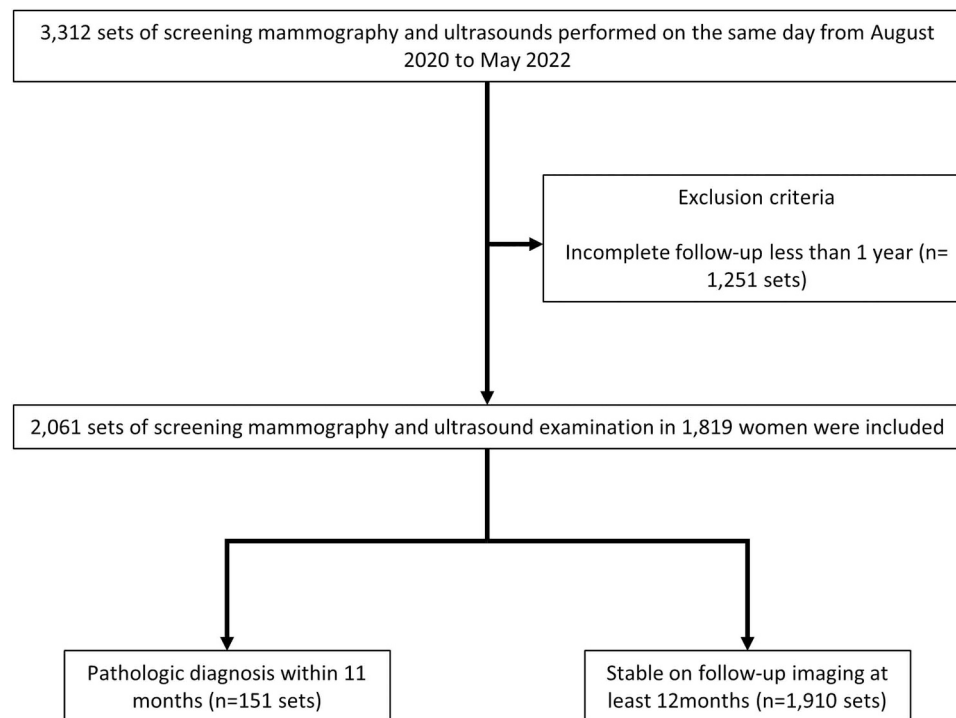 3,312 sets of screening mammography and ultrasounds performed on the same day from August
2020 to May 2022
Exclusion criteria
Incomplete follow-up less than 1 year (n=
1,251 sets)
2,061 sets of screening mammography and ultrasound examination in 1,819 women were included
Pathologic diagnosis within 11
months (n=151 sets)
Stable on follow-up imaging at
least 12months (n=1,910 sets)